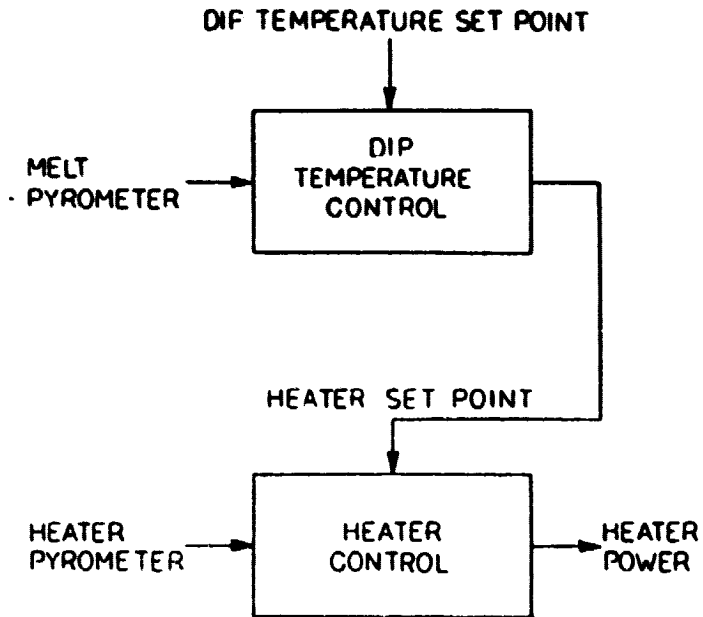 DIF TEMPERATURE SET POINT
DIP
TEMPERATURE
CONTROL
MELT
PYROMETER
HEATER SET POINT
HEATER
PYROMETER
HEATER
CONTROL
HEATER
POWER